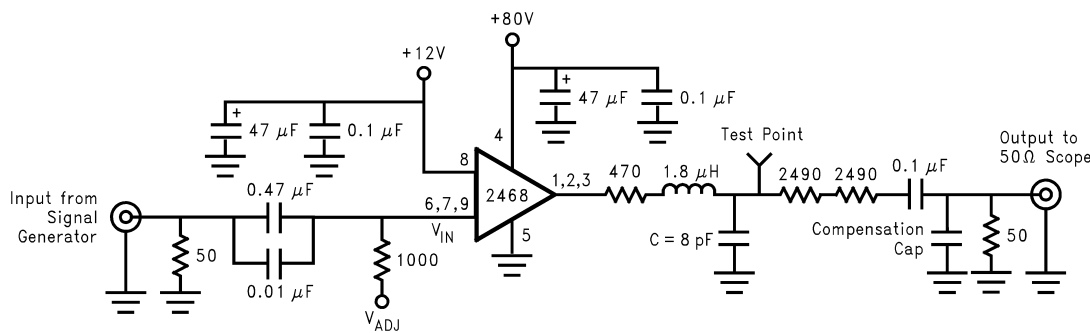 +80V
+12V
47 μF
0.1 μF
+
4
+
47 μF
0.1 μF
8
Test Point
Output to
50Ω Scope
Input from
Signal
Generator
0.47 μF
6,7,9
V_IN
2468
1,2,3
470
1.8 μH
2490
2490
0.1 μF
5
50
0.01 μF
1000
V_ADJ
C = 8 pF
Compensation
Cap
50